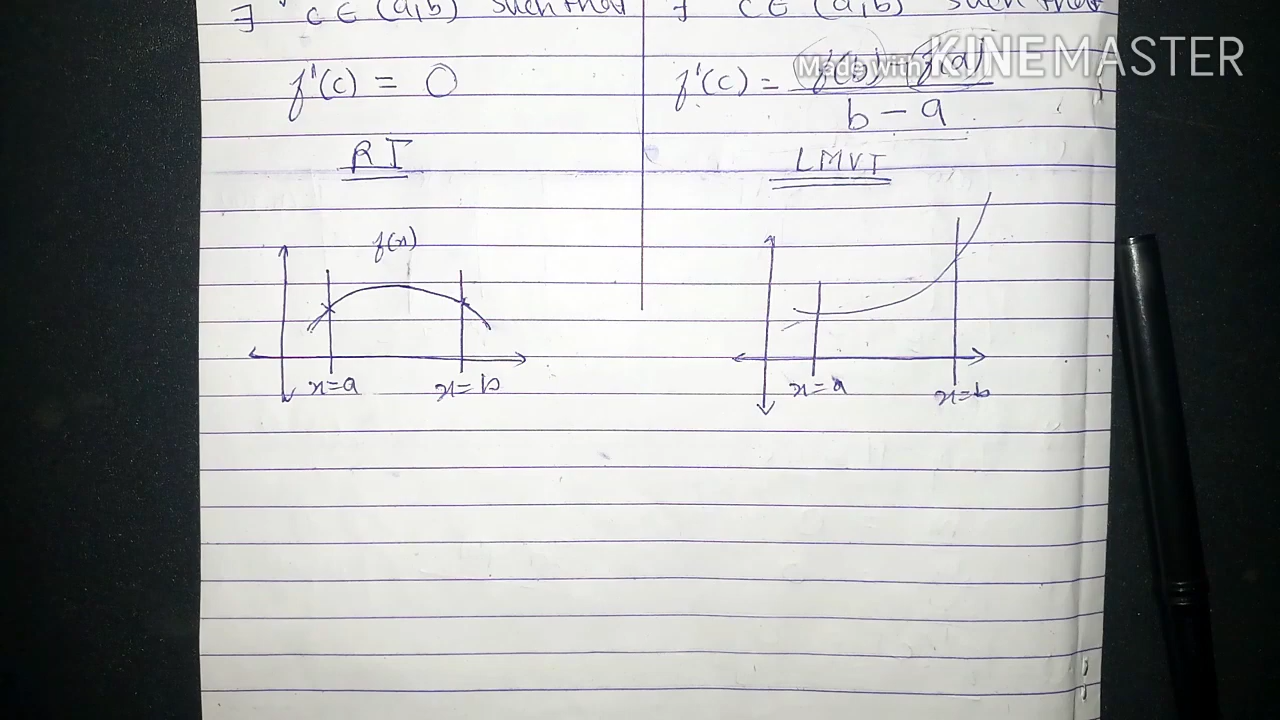 ∃ c ∈ (a,b) such that
f'(c) = 0
RT
f(x)
x=a x=b
∃ c ∈ (a,b) such that
f'(c) = f(b) - f(a) / b - a
LMVT
x=a x=b
Made with KINEMASTER